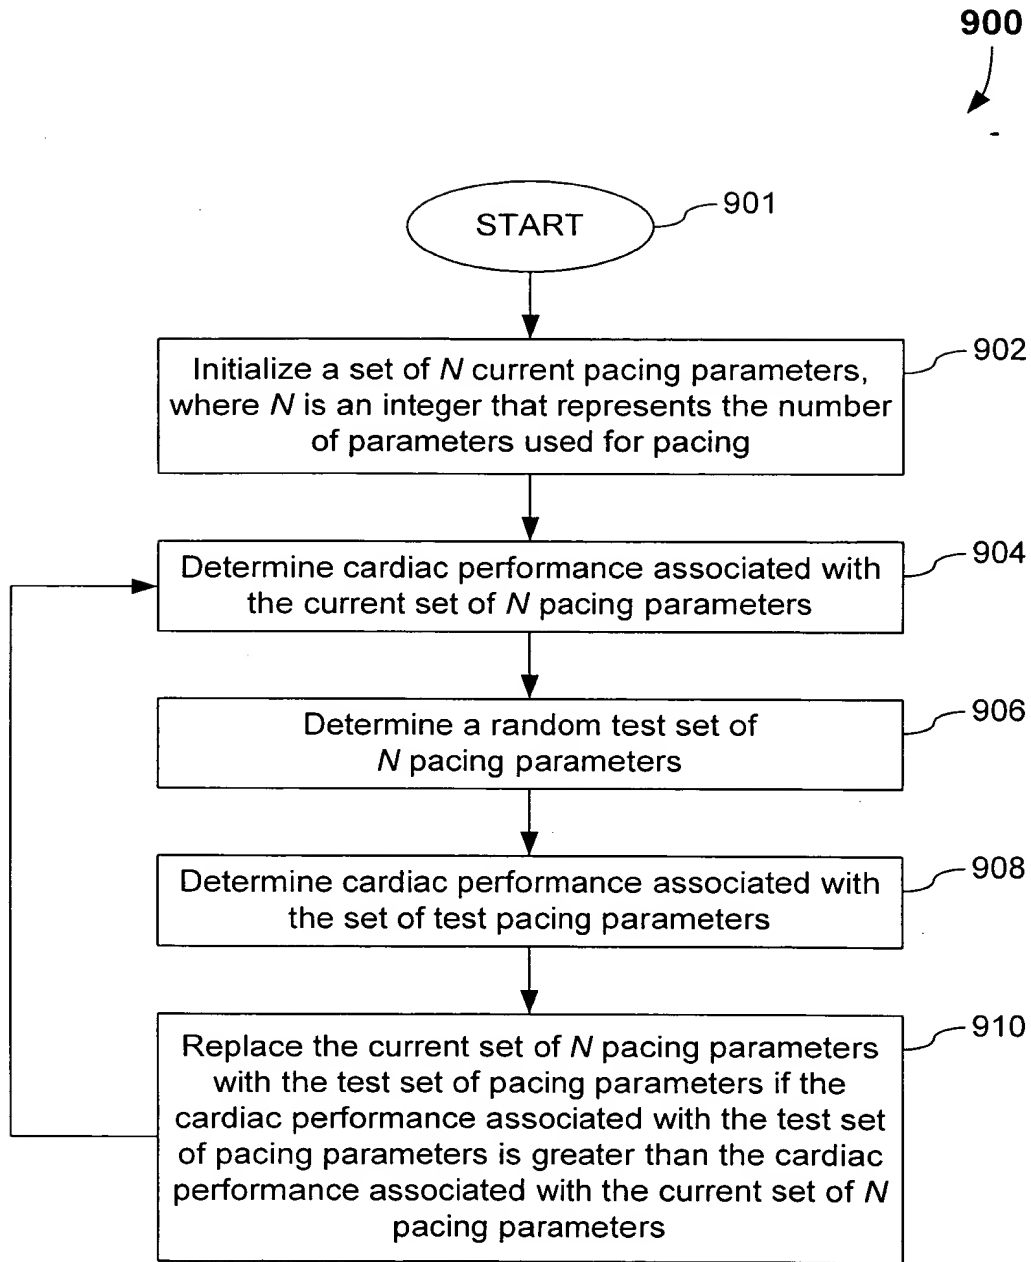 900
START
901
Initialize a set of N current pacing parameters,
where N is an integer that represents the number
of parameters used for pacing
902
Determine cardiac performance associated with
the current set of N pacing parameters
904
Determine a random test set of
N pacing parameters
906
Determine cardiac performance associated with
the set of test pacing parameters
908
Replace the current set of N pacing parameters
with the test set of pacing parameters if the
cardiac performance associated with the test set
of pacing parameters is greater than the cardiac
performance associated with the current set of N
pacing parameters
910